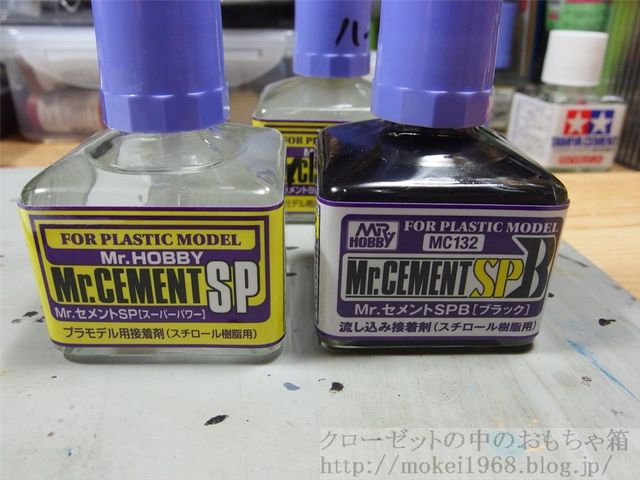 FOR PLASTIC MODEL
Mr.HOBBY
Mr.CEMENT SP
Mr.セメントSP[スーパーパワー]
プラモデル用接着剤(スチロール樹脂用)
MR HOBBY
FOR PLASTIC MODEL
MC132
Mr.CEMENT SPB
Mr.セメントSPB[ブラック]
流し込み接着剤(スチロール樹脂用)
TAMIYA
TAMIYA CEMENT
クローゼットの中のおもちゃ箱
http://mokei1968.blog.jp/